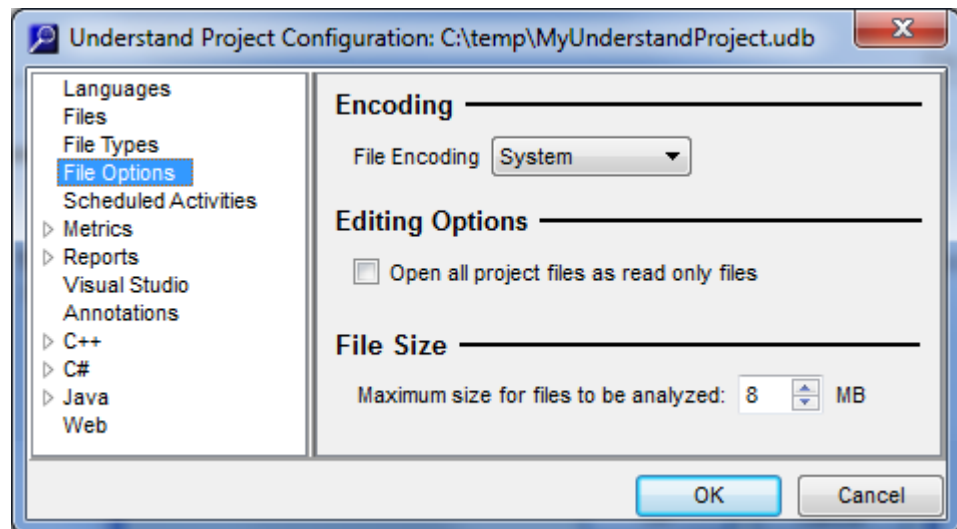 Understand Project Configuration: C:\temp\MyUnderstandProject.udb
Languages
Files
File Types
File Options
Scheduled Activities
Metrics
Reports
Visual Studio
Annotations
C++
C#
Java
Web
Encoding
File Encoding System
Editing Options
Open all project files as read only files
File Size
Maximum size for files to be analyzed: 8 MB
OK Cancel